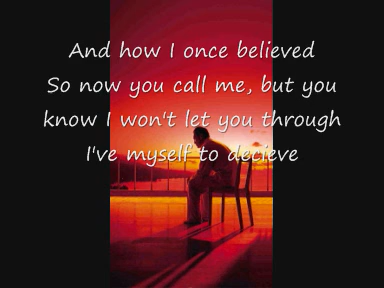 And how I once believed
So now you call me, but you
know I won't let you through
I've myself to decieve